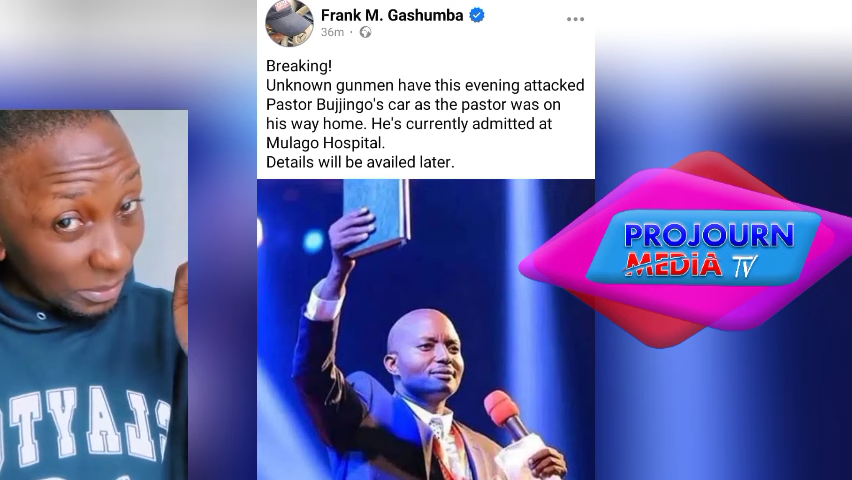 Frank M. Gashumba
36m ·
Breaking!
Unknown gunmen have this evening attacked
Pastor Bujjingo's car as the pastor was on
his way home. He's currently admitted at
Mulago Hospital.
Details will be availed later.
PROJOURN
MEDIA TV